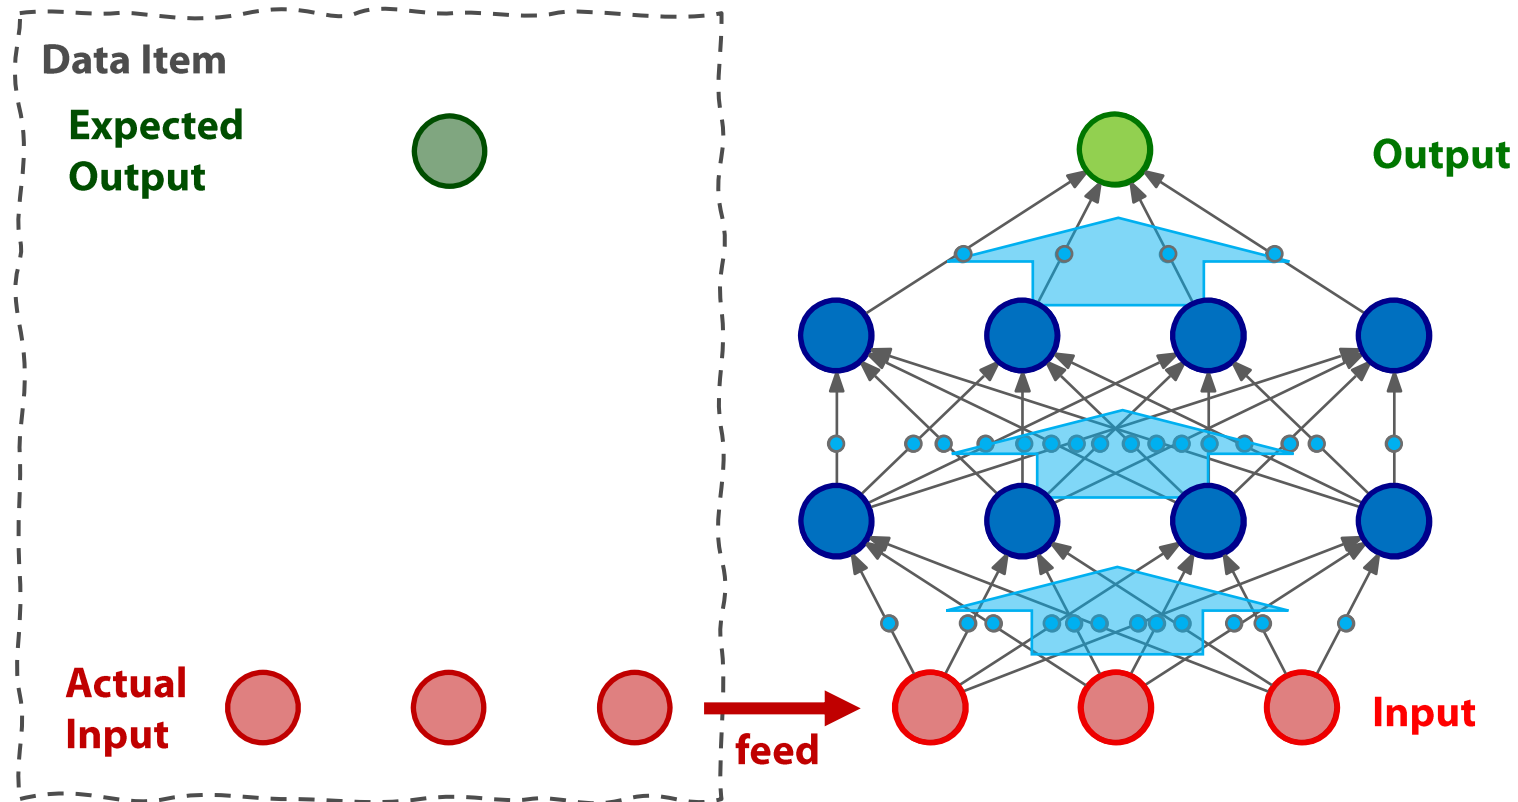 Data Item
Expected
Output
Output
Actual
Input
feed
Input